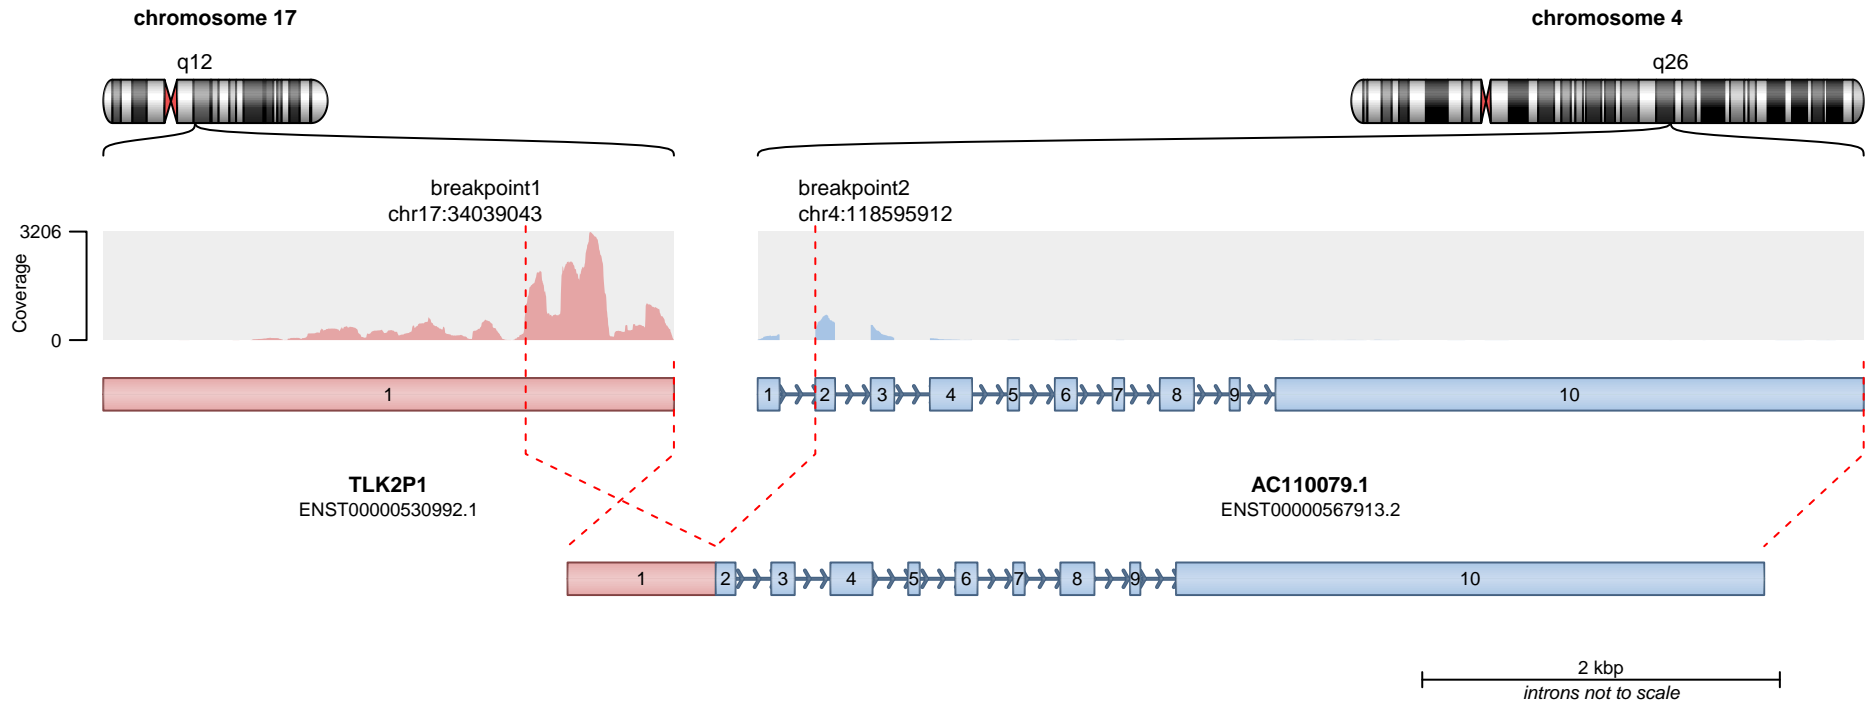 chromosome 17
chromosome 4
q12
q26
breakpoint1
chr17:34039043
breakpoint2
chr4:118595912
3206
0
Coverage
1
1 2 3 4 5 6 7 8 9 10
TLK2P1
ENST00000530992.1
AC110079.1
ENST00000567913.2
1 2 3 4 5 6 7 8 9 10
2 kbp
introns not to scale